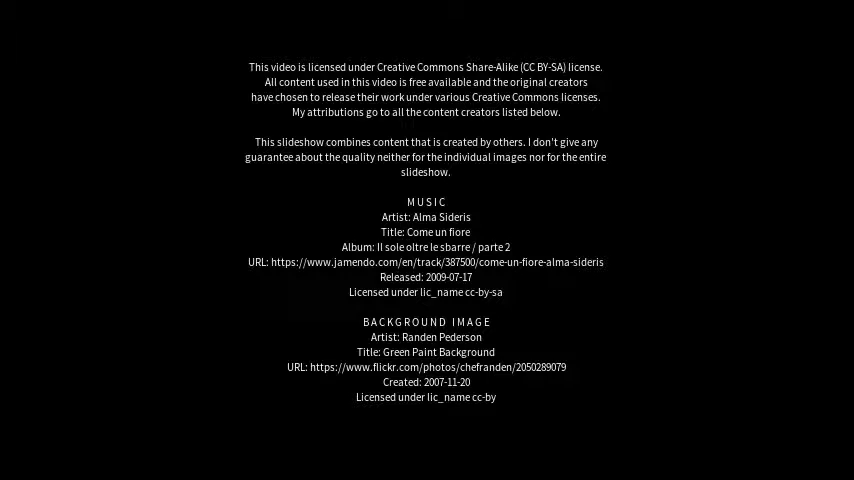 This video is licensed under Creative Commons Share-Alike (CC BY-SA) license.
All content used in this video is free available and the original creators
have chosen to release their work under various Creative Commons licenses.
My attributions go to all the content creators listed below.
This slideshow combines content that is created by others. I don't give any
guarantee about the quality neither for the individual images nor for the entire
slideshow.
MUSIC
Artist: Alma Sideris
Title: Come un fiore
Album: Il sole oltre le sbarre / parte 2
URL: https://www.jamendo.com/en/track/387500/come-un-fiore-alma-sideris
Released: 2009-07-17
Licensed under lic_name cc-by-sa
BACKGROUND IMAGE
Artist: Randen Pederson
Title: Green Paint Background
URL: https://www.flickr.com/photos/chefranden/2050289079
Created: 2007-11-20
Licensed under lic_name cc-by